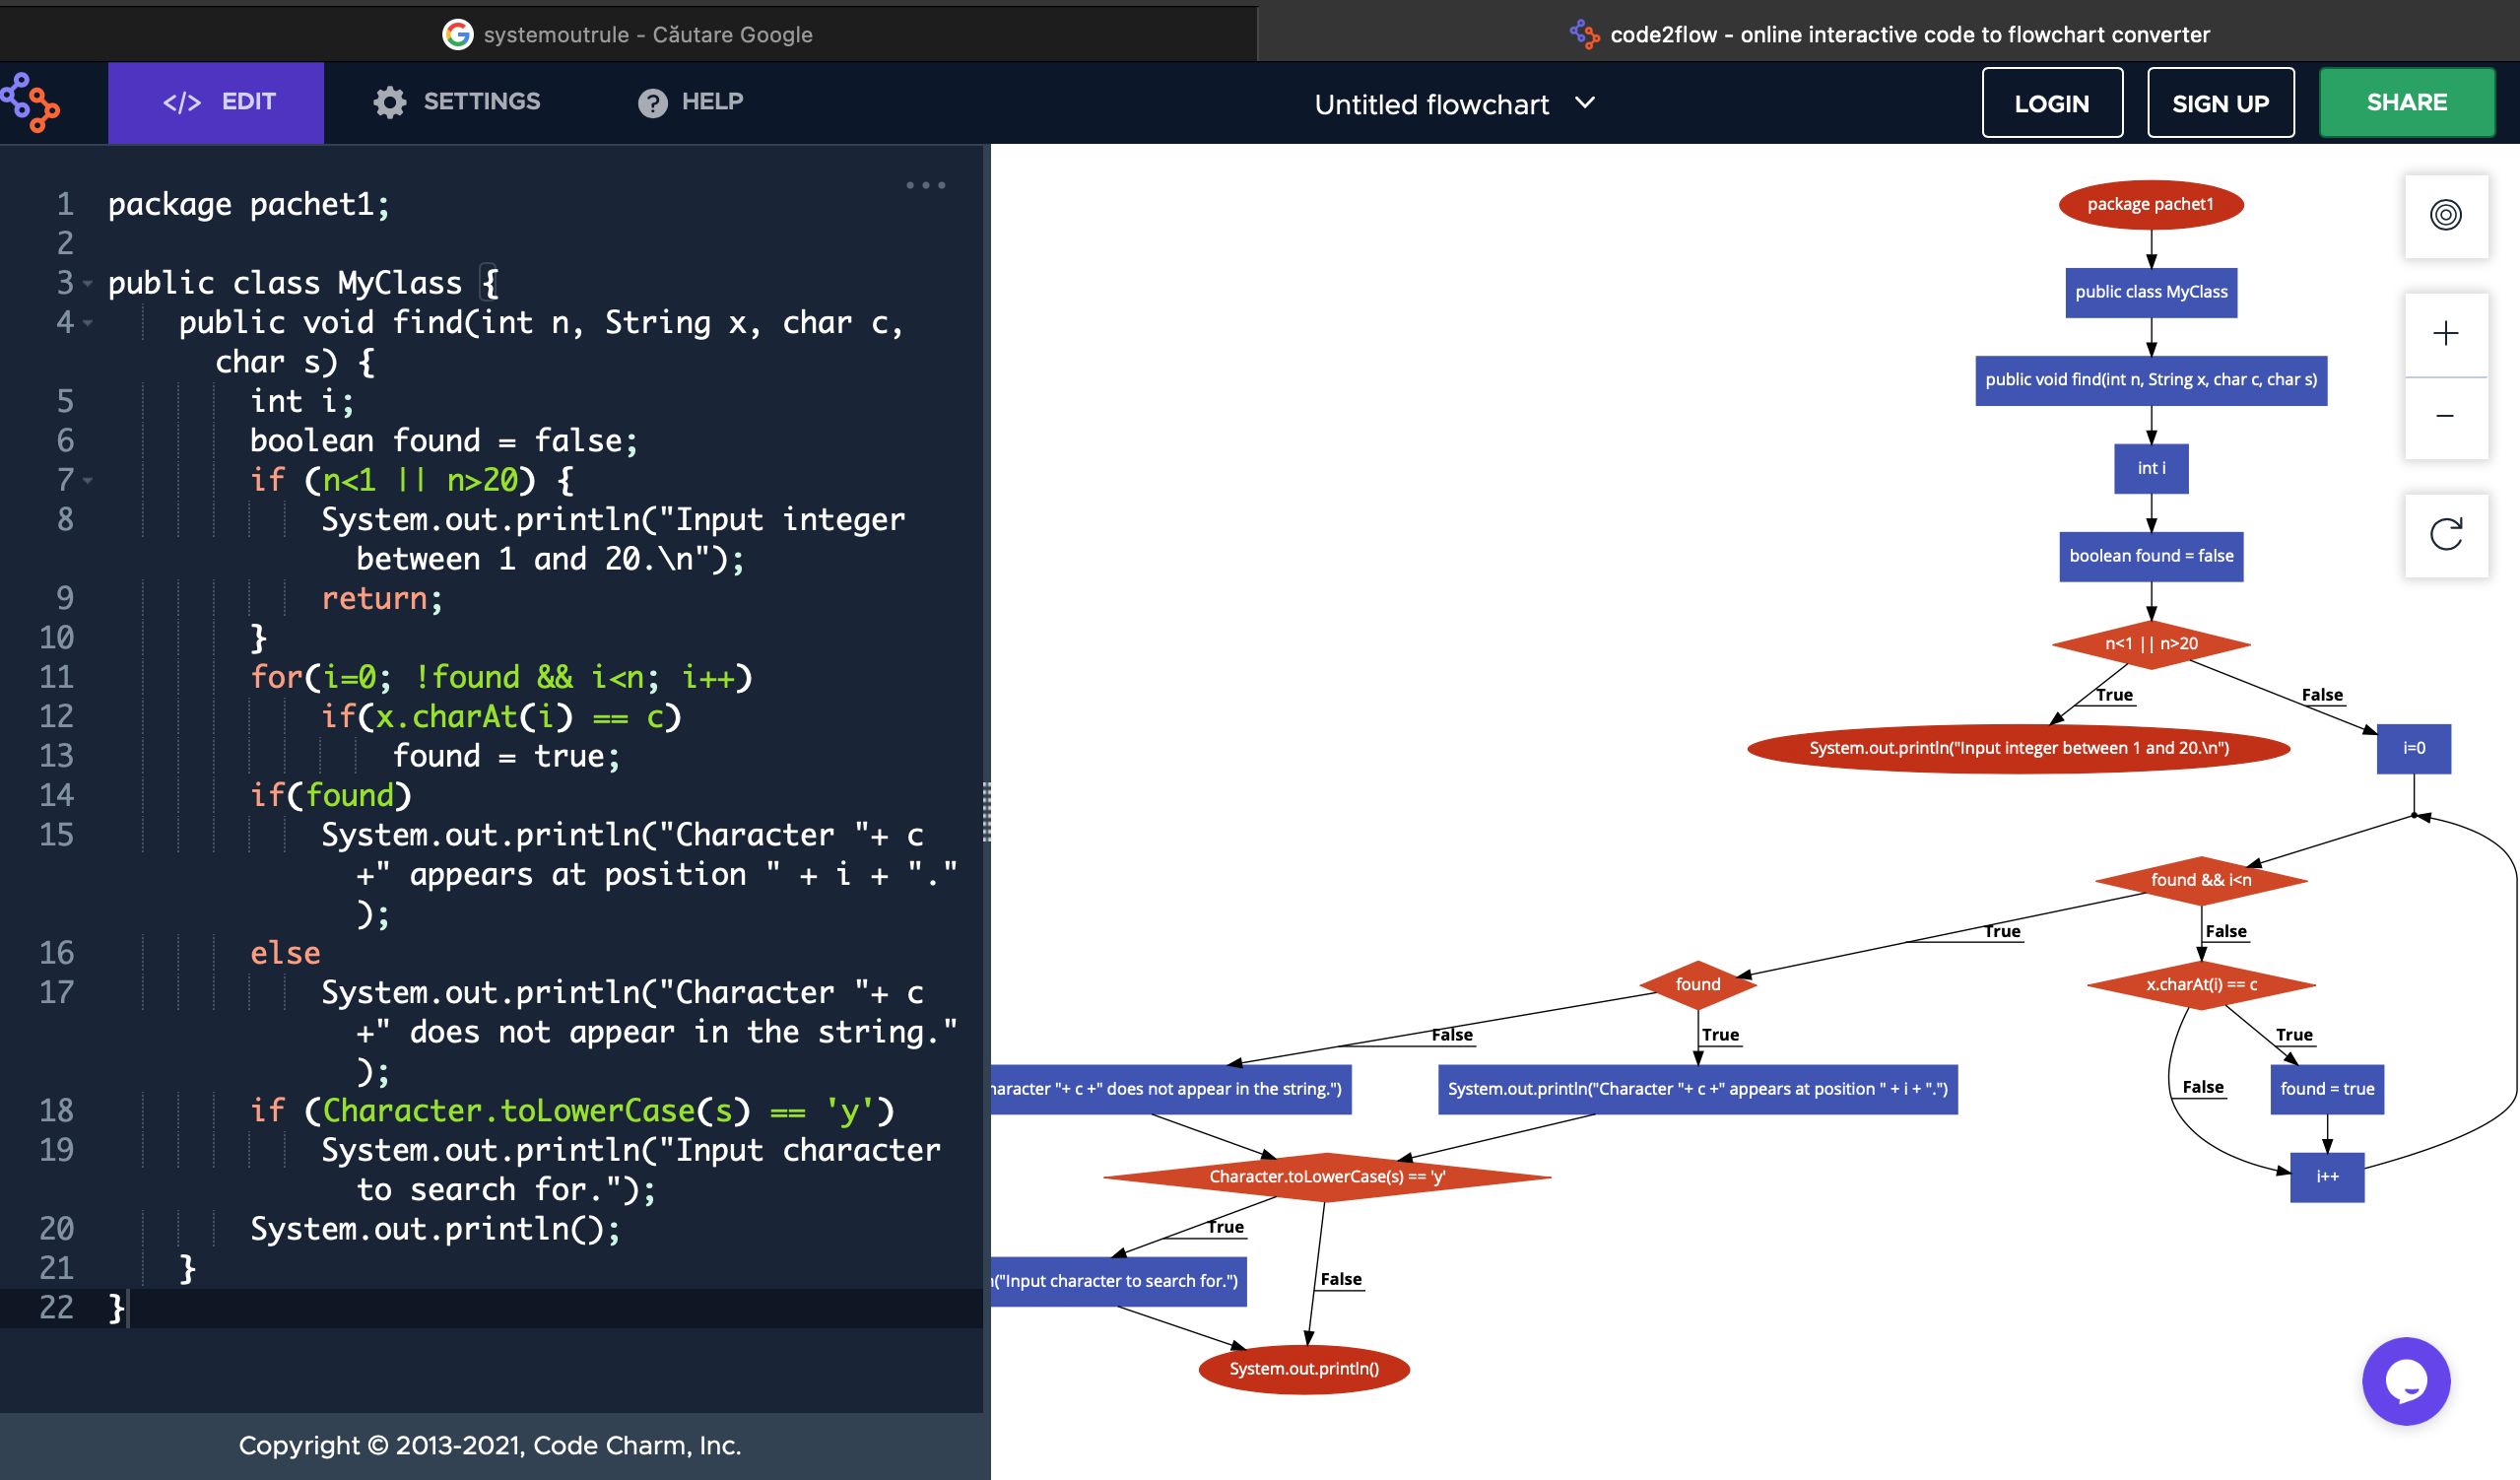 systemoutrule - Căutare Google
code2flow - online interactive code to flowchart converter
</> EDIT
SETTINGS
? HELP
Untitled flowchart
LOGIN
SIGN UP
SHARE
1 package pachet1;
2
3 public class MyClass {
4 public void find(int n, String x, char c,
char s) {
5 int i;
6 boolean found = false;
7 if (n<1 || n>20) {
8 System.out.println("Input integer
between 1 and 20.\n");
9 return;
10 }
11 for(i=0; !found && i<n; i++)
12 if(x.charAt(i) == c)
13 found = true;
14 if(found)
15 System.out.println("Character "+ c
+" appears at position " + i + "."
);
16 else
17 System.out.println("Character "+ c
+" does not appear in the string."
);
18 if (Character.toLowerCase(s) == 'y')
19 System.out.println("Input character
to search for.");
20 System.out.println();
21 }
22 }
Copyright © 2013-2021, Code Charm, Inc.
package pachet1
public class MyClass
public void find(int n, String x, char c, char s)
int i
boolean found = false
n<1 || n>20
True
False
System.out.println("Input integer between 1 and 20.\n")
i=0
found && i<n
True
False
found
x.charAt(i) == c
False
True
True
False
haracter "+ c +" does not appear in the string.")
System.out.println("Character "+ c +" appears at position " + i + ".")
found = true
Character.toLowerCase(s) == 'y'
i++
True
False
("Input character to search for.")
System.out.println()